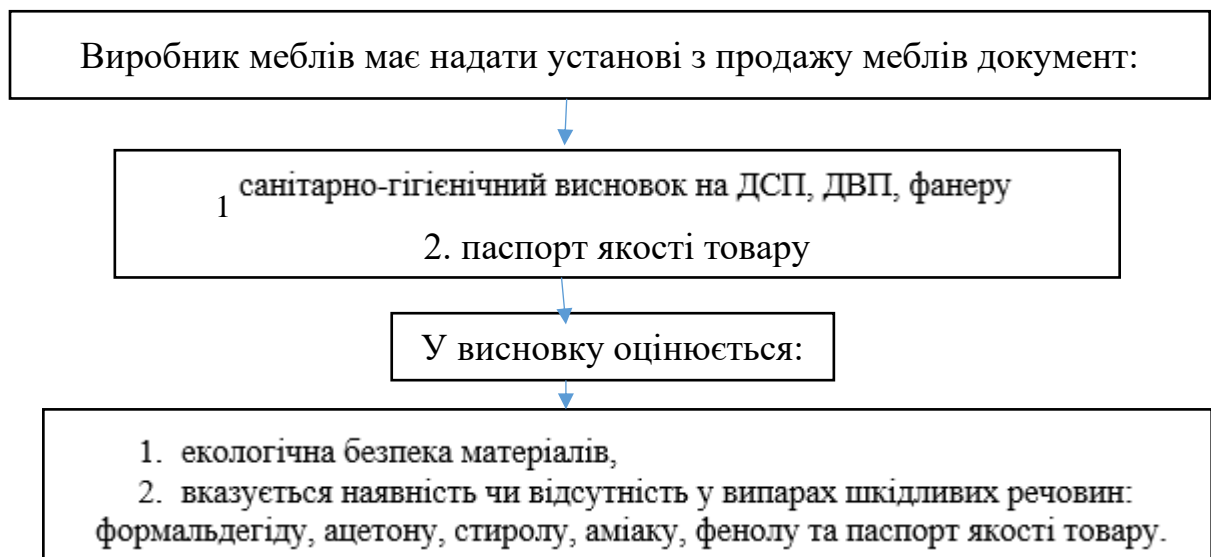 Виробник меблів має надати установі з продажу меблів документ:
1 санітарно-гігієнічний висновок на ДСП, ДВП, фанеру
2. паспорт якості товару
У висновку оцінюється:
1. екологічна безпека матеріалів,
2. вказується наявність чи відсутність у випарах шкідливих речовин:
формальдегіду, ацетону, стиролу, аміаку, фенолу та паспорт якості товару.